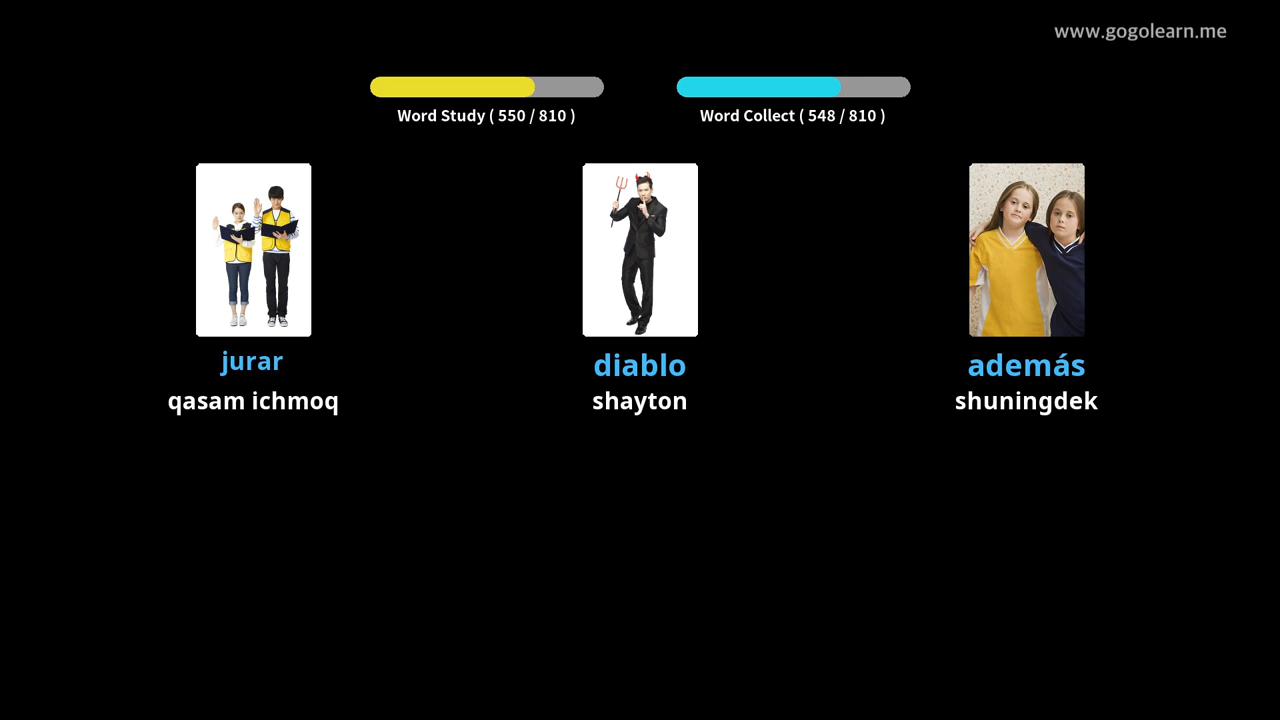 www.gogolearn.me
Word Study ( 550 / 810 )
Word Collect ( 548 / 810 )
jurar
qasam ichmoq
diablo
shayton
además
shuningdek